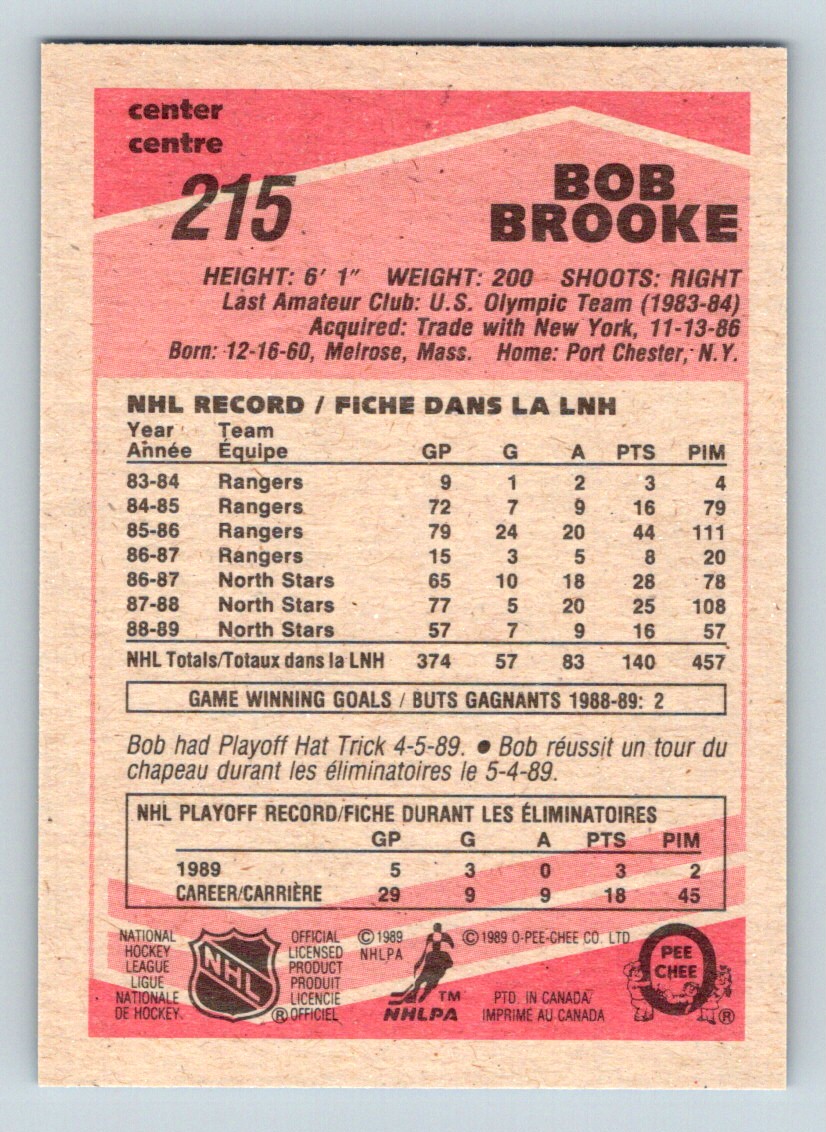 center
centre
215
BOB
BROOKE
HEIGHT: 6' 1" WEIGHT: 200 SHOOTS: RIGHT
Last Amateur Club: U.S. Olympic Team (1983-84)
Acquired: Trade with New York, 11-13-86
Born: 12-16-60, Melrose, Mass. Home: Port Chester, N.Y.
NHL RECORD / FICHE DANS LA LNH
Year Team
Année Équipe GP G A PTS PIM
83-84 Rangers 9 1 2 3 4
84-85 Rangers 72 7 9 16 79
85-86 Rangers 79 24 20 44 111
86-87 Rangers 15 3 5 8 20
86-87 North Stars 65 10 18 28 78
87-88 North Stars 77 5 20 25 108
88-89 North Stars 57 7 9 16 57
NHL Totals/Totaux dans la LNH 374 57 83 140 457
GAME WINNING GOALS / BUTS GAGNANTS 1988-89: 2
Bob had Playoff Hat Trick 4-5-89. ● Bob réussit un tour du
chapeau durant les éliminatoires le 5-4-89.
NHL PLAYOFF RECORD/FICHE DURANT LES ÉLIMINATOIRES
GP G A PTS PIM
1989 5 3 0 3 2
CAREER/CARRIÈRE 29 9 9 18 45
NATIONAL
HOCKEY
LEAGUE
LIGUE
NATIONALE
DE HOCKEY
NHL
®
OFFICIAL
LICENSED
PRODUCT
PRODUIT
LICENCIE
OFFICIEL
© 1989
NHLPA
TM
NHLPA
© 1989 O-PEE-CHEE CO. LTD
PTD. IN CANADA/
IMPRIMÉ AU CANADA
PEE
CHEE
®